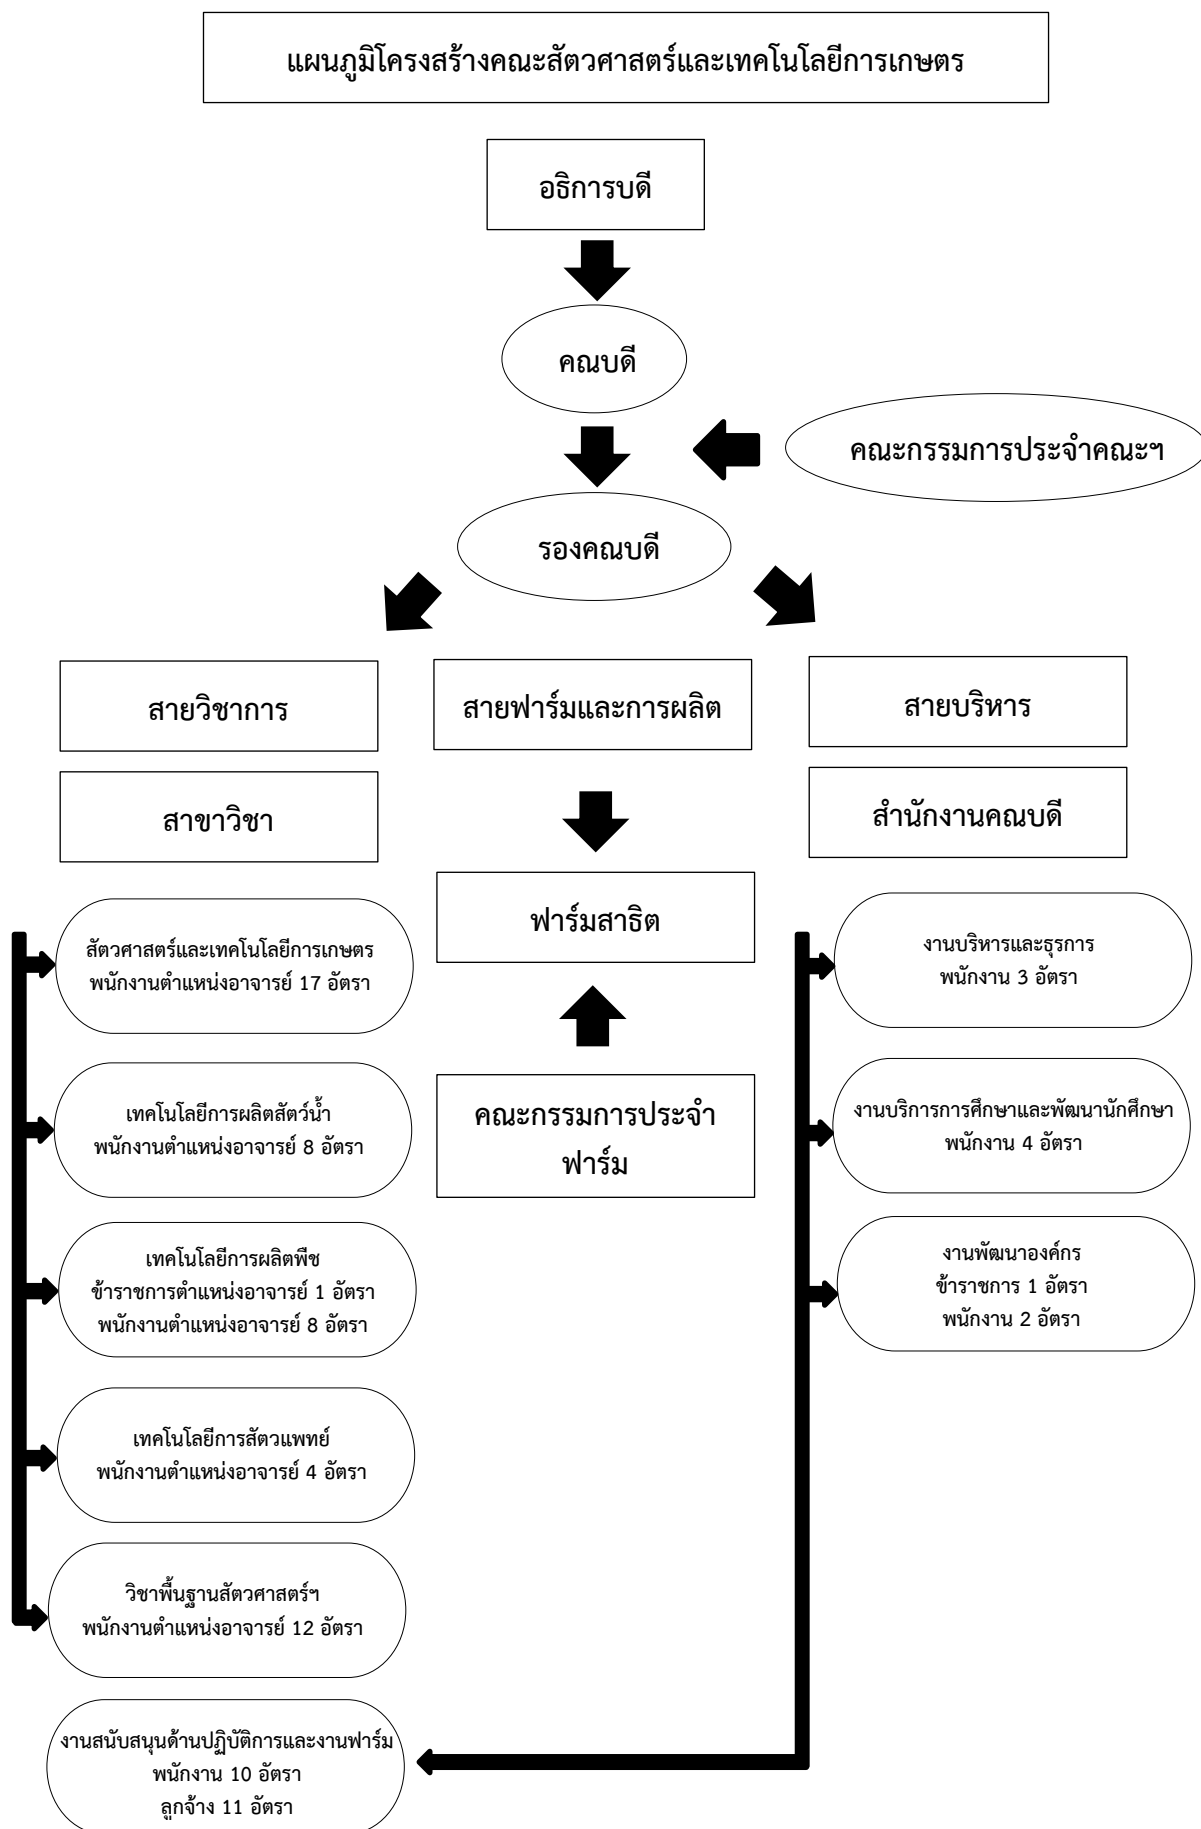 แผนภูมิโครงสร้างคณะสัตวศาสตร์และเทคโนโลยีการเกษตร
อธิการบดี
คณบดี
คณะกรรมการประจำคณะฯ
รองคณบดี
สายวิชาการ
สายฟาร์มและการผลิต
สายบริหาร
สาขาวิชา
สำนักงานคณบดี
ฟาร์มสาธิต
สัตวศาสตร์และเทคโนโลยีการเกษตร
พนักงานตำแหน่งอาจารย์ 17 อัตรา
งานบริหารและธุรการ
พนักงาน 3 อัตรา
เทคโนโลยีการผลิตสัตว์น้ำ
พนักงานตำแหน่งอาจารย์ 8 อัตรา
คณะกรรมการประจำ
ฟาร์ม
งานบริการการศึกษาและพัฒนานักศึกษา
พนักงาน 4 อัตรา
เทคโนโลยีการผลิตพืช
ข้าราชการตำแหน่งอาจารย์ 1 อัตรา
พนักงานตำแหน่งอาจารย์ 8 อัตรา
งานพัฒนาองค์กร
ข้าราชการ 1 อัตรา
พนักงาน 2 อัตรา
เทคโนโลยีการสัตวแพทย์
พนักงานตำแหน่งอาจารย์ 4 อัตรา
วิชาพื้นฐานสัตวศาสตร์ฯ
พนักงานตำแหน่งอาจารย์ 12 อัตรา
งานสนับสนุนด้านปฏิบัติการและงานฟาร์ม
พนักงาน 10 อัตรา
ลูกจ้าง 11 อัตรา